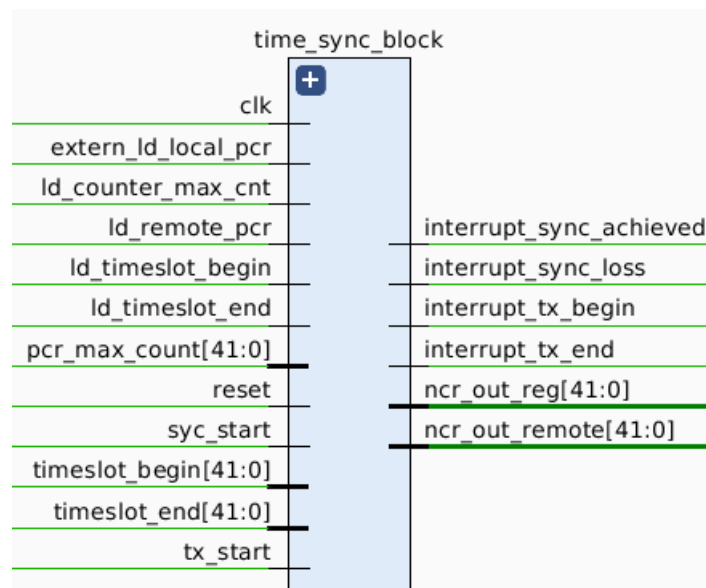 time_sync_block
clk
extern_ld_local_pcr
ld_counter_max_cnt
ld_remote_pcr
ld_timeslot_begin
ld_timeslot_end
pcr_max_count[41:0]
reset
syc_start
timeslot_begin[41:0]
timeslot_end[41:0]
tx_start
interrupt_sync_achieved
interrupt_sync_loss
interrupt_tx_begin
interrupt_tx_end
ncr_out_reg[41:0]
ncr_out_remote[41:0]